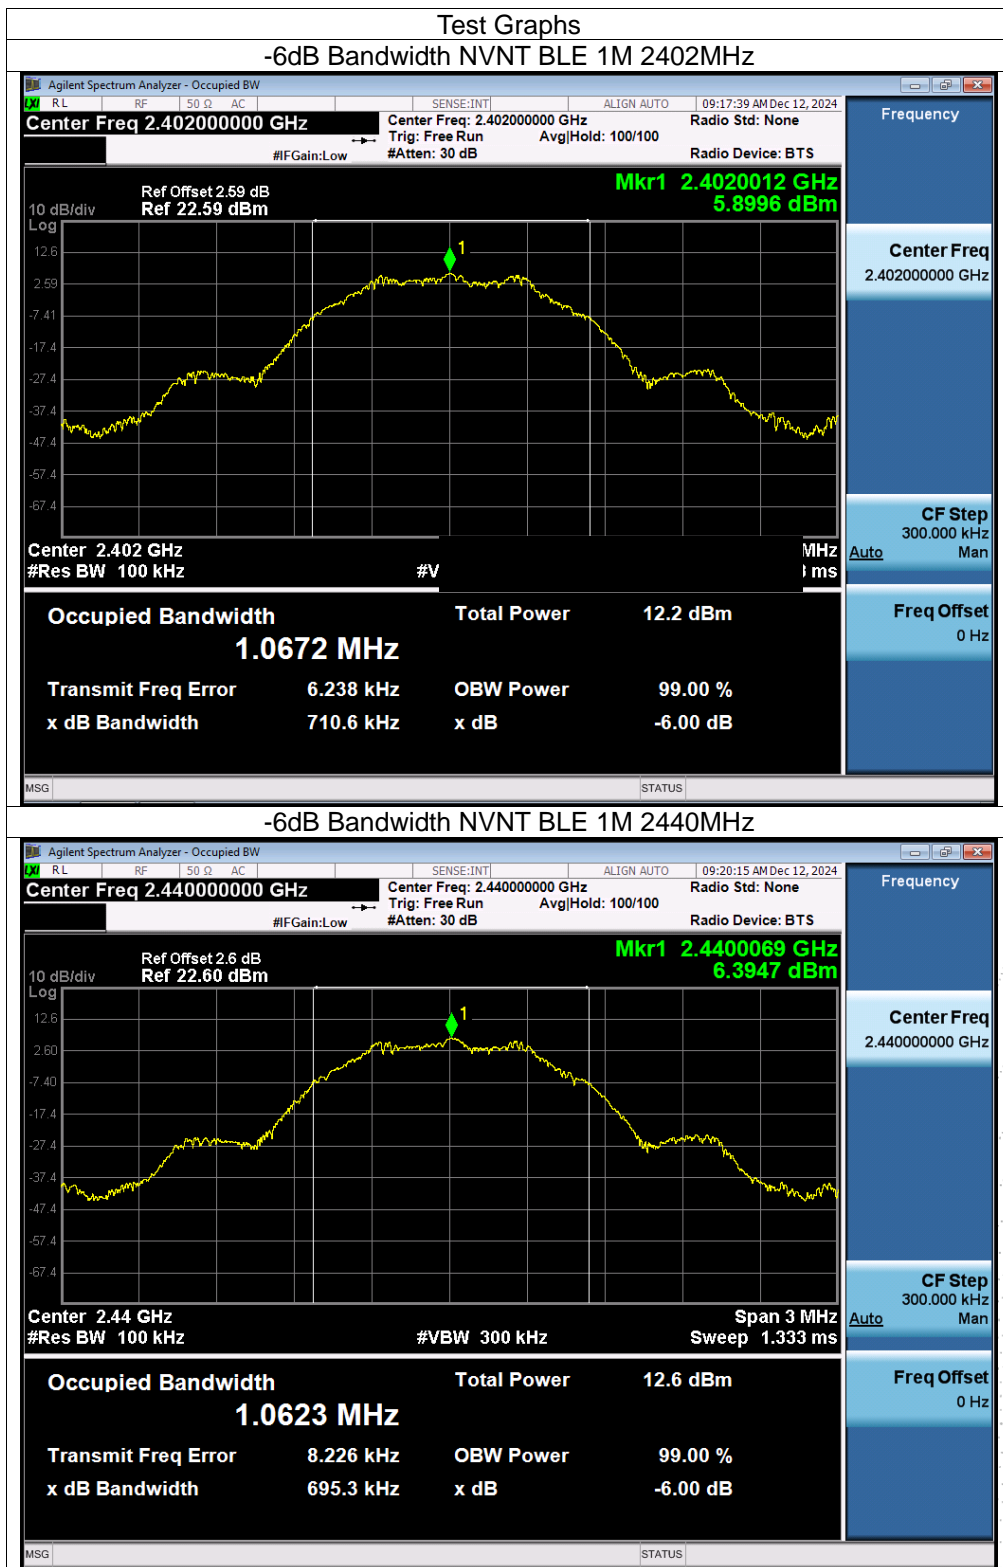 Test Graphs
-6dB Bandwidth NVNT BLE 1M 2402MHz
Agilent Spectrum Analyzer - Occupied BW
LXI RL RF 50 Ω AC SENSE:INT ALIGN AUTO 09:17:39 AM Dec 12, 2024
Center Freq 2.402000000 GHz
Center Freq: 2.402000000 GHz
Radio Std: None
Trig: Free Run Avg|Hold: 100/100
#IFGain:Low #Atten: 30 dB Radio Device: BTS
Frequency
Mkr1 2.4020012 GHz
5.8996 dBm
Ref Offset 2.59 dB
10 dB/div Ref 22.59 dBm
Log
1
12.6
2.59
-7.41
-17.4
-27.4
-37.4
-47.4
-57.4
-67.4
Center Freq
2.402000000 GHz
CF Step
300.000 kHz
Auto Man
Freq Offset
0 Hz
Center 2.402 GHz MHz
#Res BW 100 kHz #V ms
Occupied Bandwidth Total Power 12.2 dBm
1.0672 MHz
Transmit Freq Error 6.238 kHz OBW Power 99.00 %
x dB Bandwidth 710.6 kHz x dB -6.00 dB
MSG STATUS
-6dB Bandwidth NVNT BLE 1M 2440MHz
Agilent Spectrum Analyzer - Occupied BW
LXI RL RF 50 Ω AC SENSE:INT ALIGN AUTO 09:20:15 AM Dec 12, 2024
Center Freq 2.440000000 GHz
Center Freq: 2.440000000 GHz
Radio Std: None
Trig: Free Run Avg|Hold: 100/100
#IFGain:Low #Atten: 30 dB Radio Device: BTS
Frequency
Mkr1 2.4400069 GHz
6.3947 dBm
Ref Offset 2.6 dB
10 dB/div Ref 22.60 dBm
Log
1
12.6
2.60
-7.40
-17.4
-27.4
-37.4
-47.4
-57.4
-67.4
Center Freq
2.440000000 GHz
CF Step
300.000 kHz
Auto Man
Freq Offset
0 Hz
Center 2.44 GHz Span 3 MHz
#Res BW 100 kHz #VBW 300 kHz Sweep 1.333 ms
Occupied Bandwidth Total Power 12.6 dBm
1.0623 MHz
Transmit Freq Error 8.226 kHz OBW Power 99.00 %
x dB Bandwidth 695.3 kHz x dB -6.00 dB
MSG STATUS